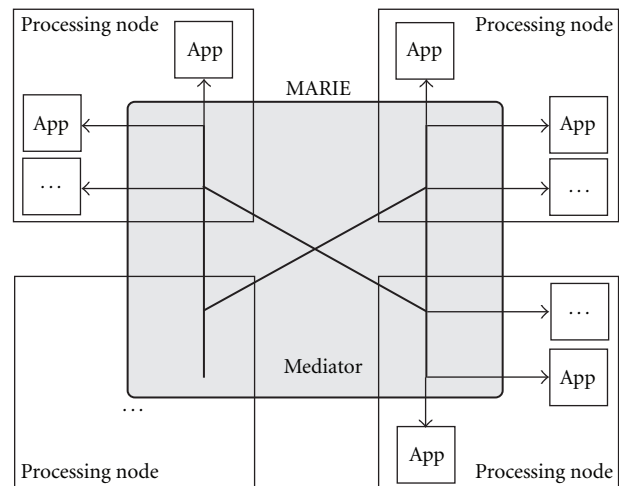 Processing node
Processing node
App
App
MARIE
App
App
...
...
...
Mediator
App
...
App
Processing node
Processing node